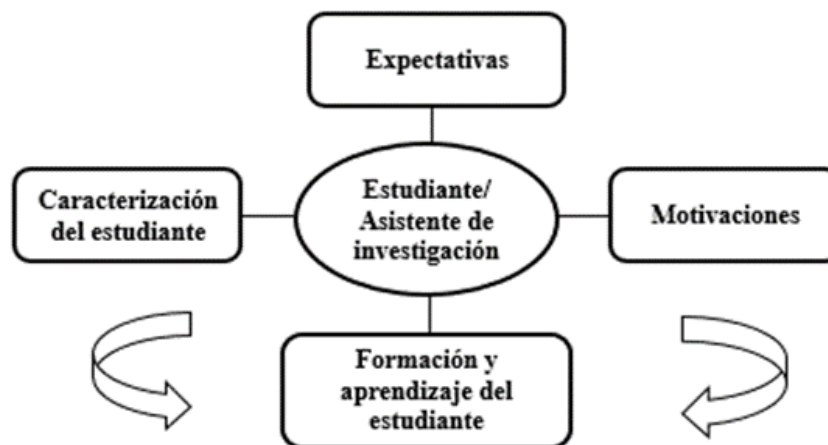 Expectativas
Caracterización
del estudiante
Estudiante/
Asistente de
investigación
Motivaciones
Formación y
aprendizaje del
estudiante